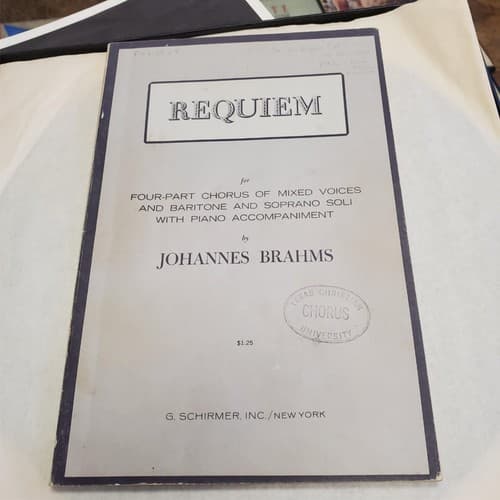 REQUIEM
for
FOUR-PART CHORUS OF MIXED VOICES
AND BARITONE AND SOPRANO SOLI
WITH PIANO ACCOMPANIMENT
by
JOHANNES BRAHMS
TEXAS CHRISTIAN
CHORUS
UNIVERSITY
$1.25
G. SCHIRMER, INC./NEW YORK